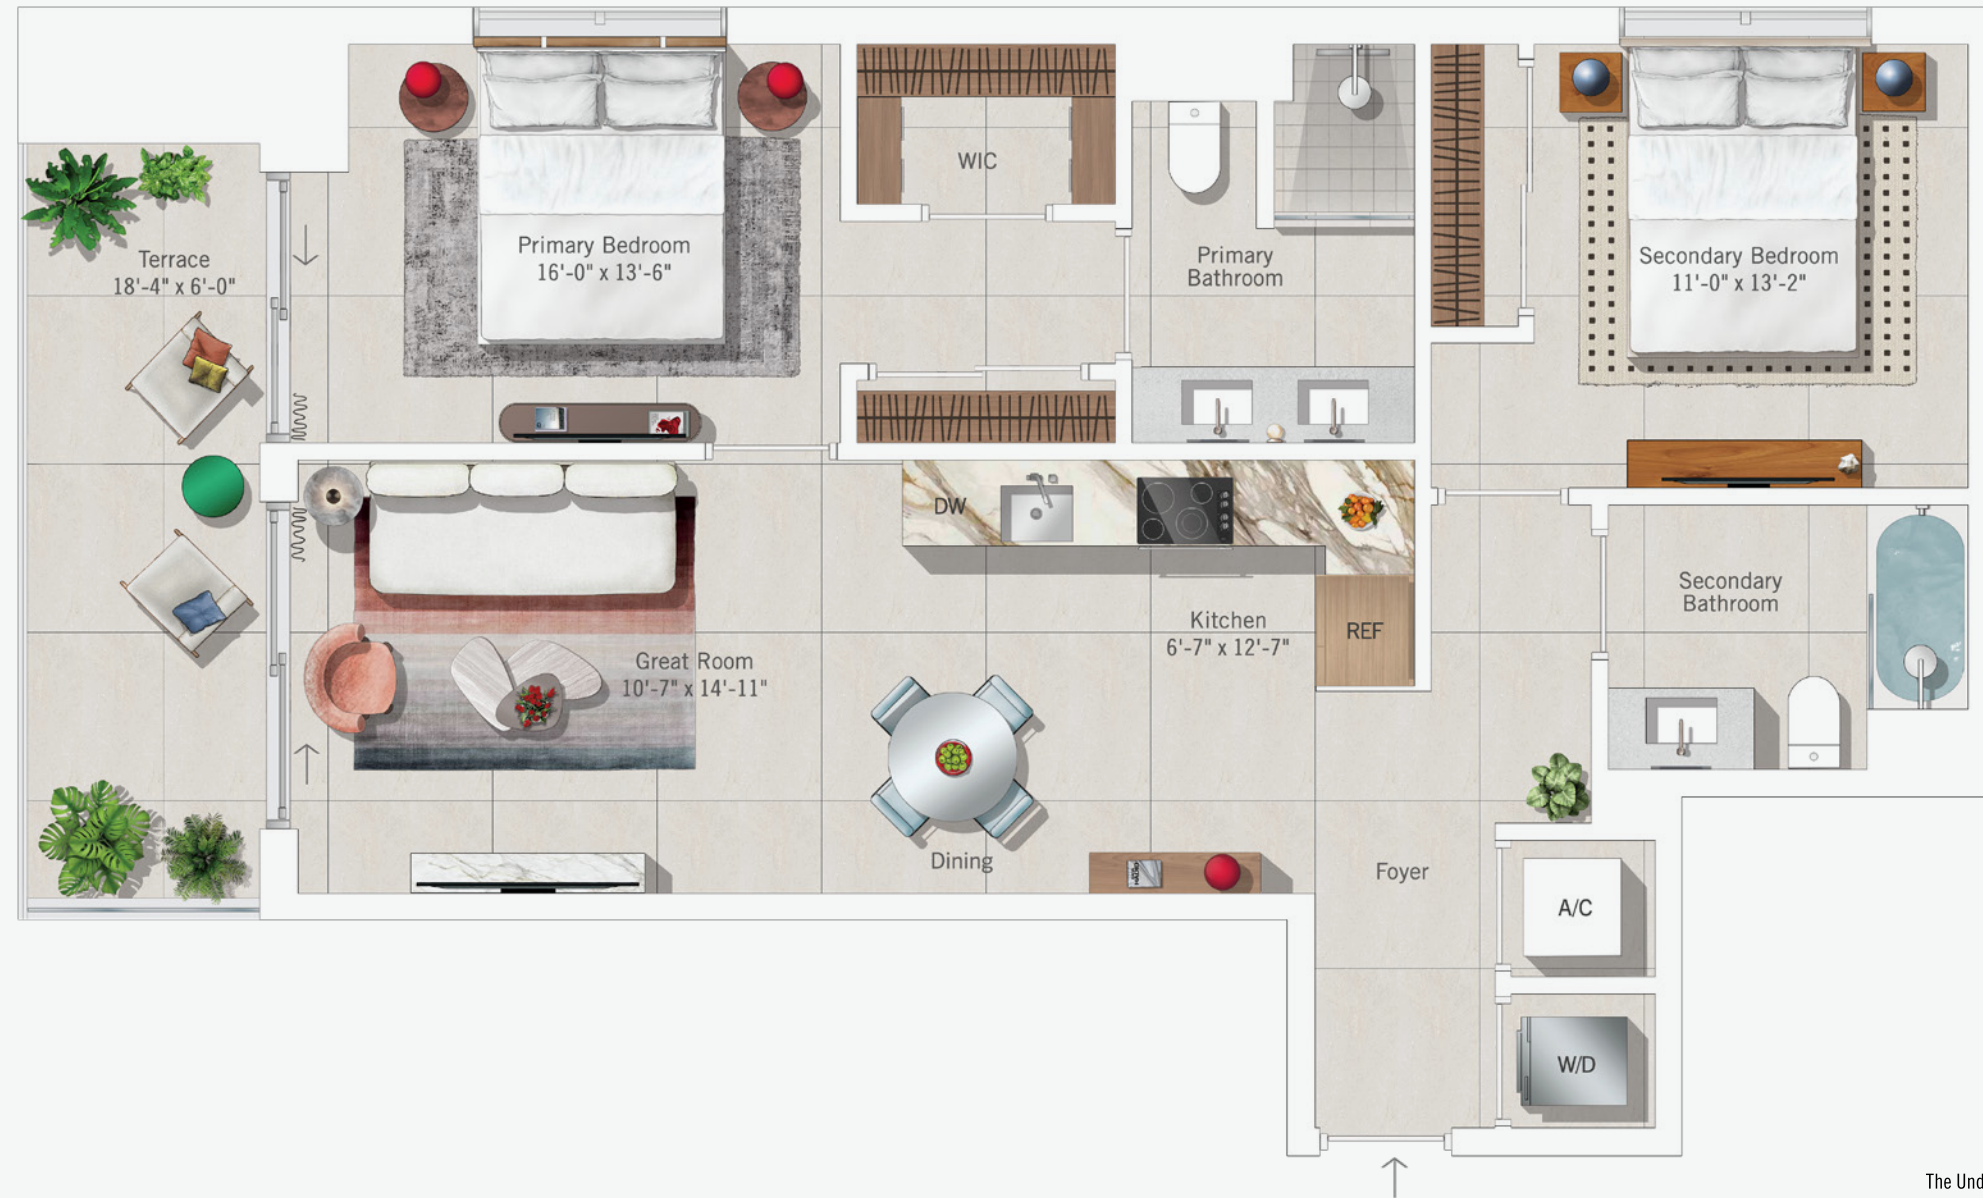 WIC
Primary Bedroom
16'-0" x 13'-6"
Terrace
18'-4" x 6'-0"
Primary
Bathroom
Secondary Bedroom
11'-0" x 13'-2"
DW
Kitchen
6'-7" x 12'-7"
REF
Secondary
Bathroom
Great Room
10'-7" x 14'-11"
Dining
Foyer
A/C
W/D
The Und